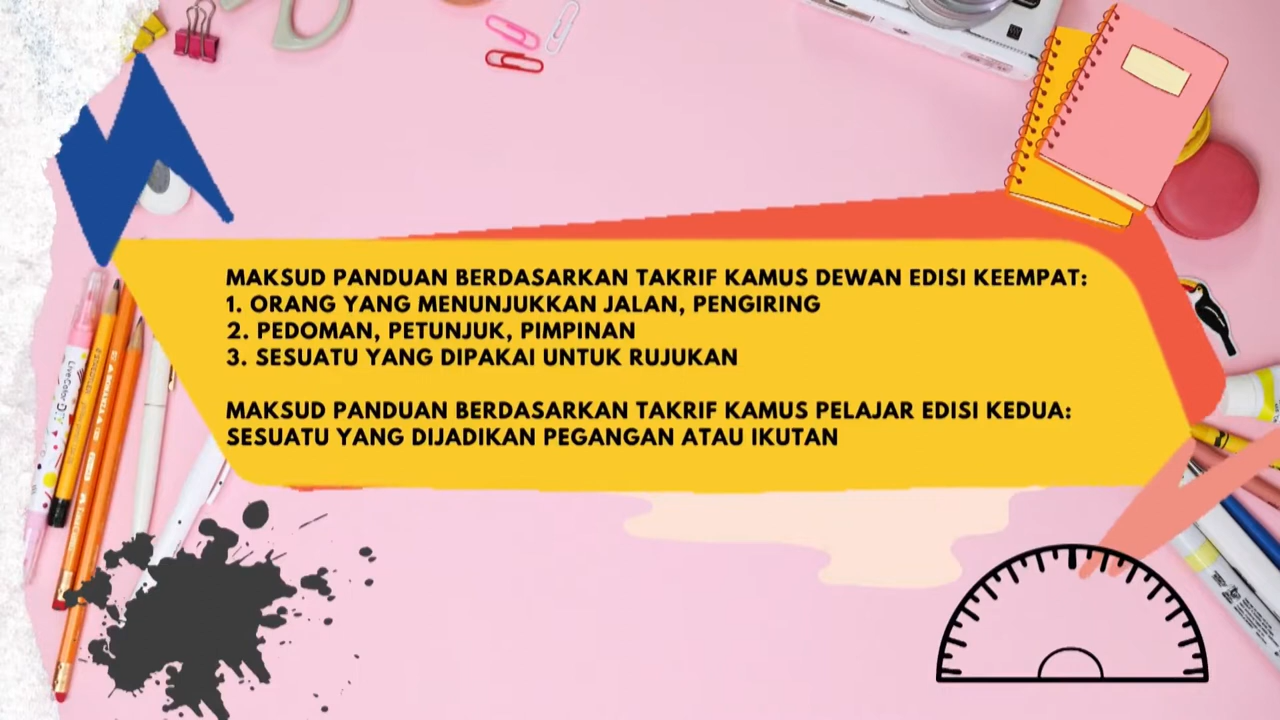 MAKSUD PANDUAN BERDASARKAN TAKRIF KAMUS DEWAN EDISI KEEMPAT:
1. ORANG YANG MENUNJUKKAN JALAN, PENGIRING
2. PEDOMAN, PETUNJUK, PIMPINAN
3. SESUATU YANG DIPAKAI UNTUK RUJUKAN
MAKSUD PANDUAN BERDASARKAN TAKRIF KAMUS PELAJAR EDISI KEDUA:
SESUATU YANG DIJADIKAN PEGANGAN ATAU IKUTAN